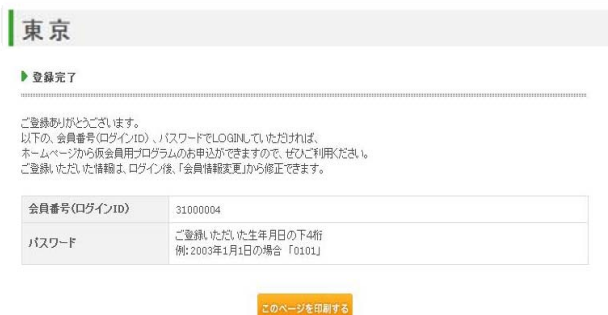 東京
登録完了
ご登録ありがとうございます。
以下の、会員番号(ログインID)、パスワードでLOGINしていただければ、
ホームページから仮会員用プログラムのお申込ができますので、ぜひご利用ください。
ご登録いただいた情報は、ログイン後、「会員情報変更」から修正できます。
会員番号(ログインID) 31000004
パスワード ご登録いただいた生年月日の下4桁
例:2003年1月1日の場合「0101」
このページを印刷する